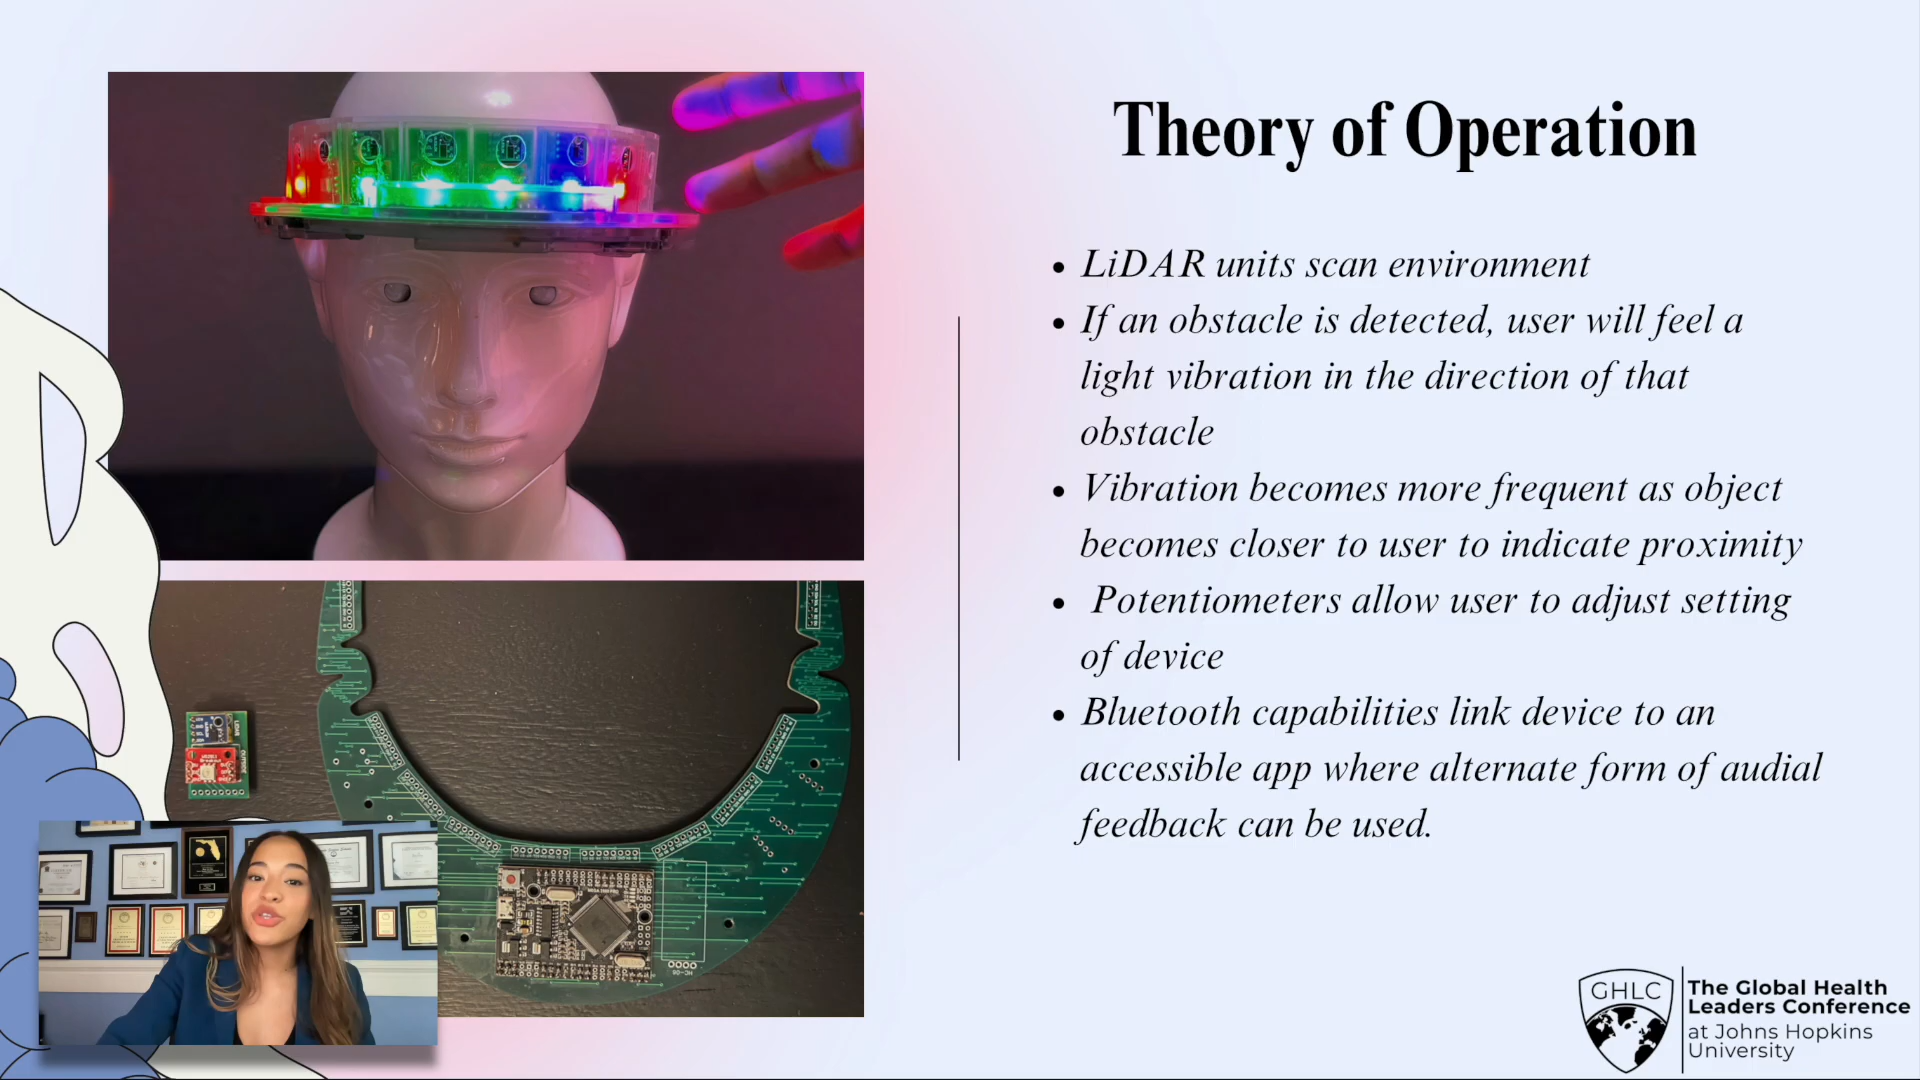 Theory of Operation
• LiDAR units scan environment
• If an obstacle is detected, user will feel a
light vibration in the direction of that
obstacle
• Vibration becomes more frequent as object
becomes closer to user to indicate proximity
• Potentiometers allow user to adjust setting
of device
• Bluetooth capabilities link device to an
accessible app where alternate form of audial
feedback can be used.
HC-05
GHLC
The Global Health
Leaders Conference
at Johns Hopkins
University